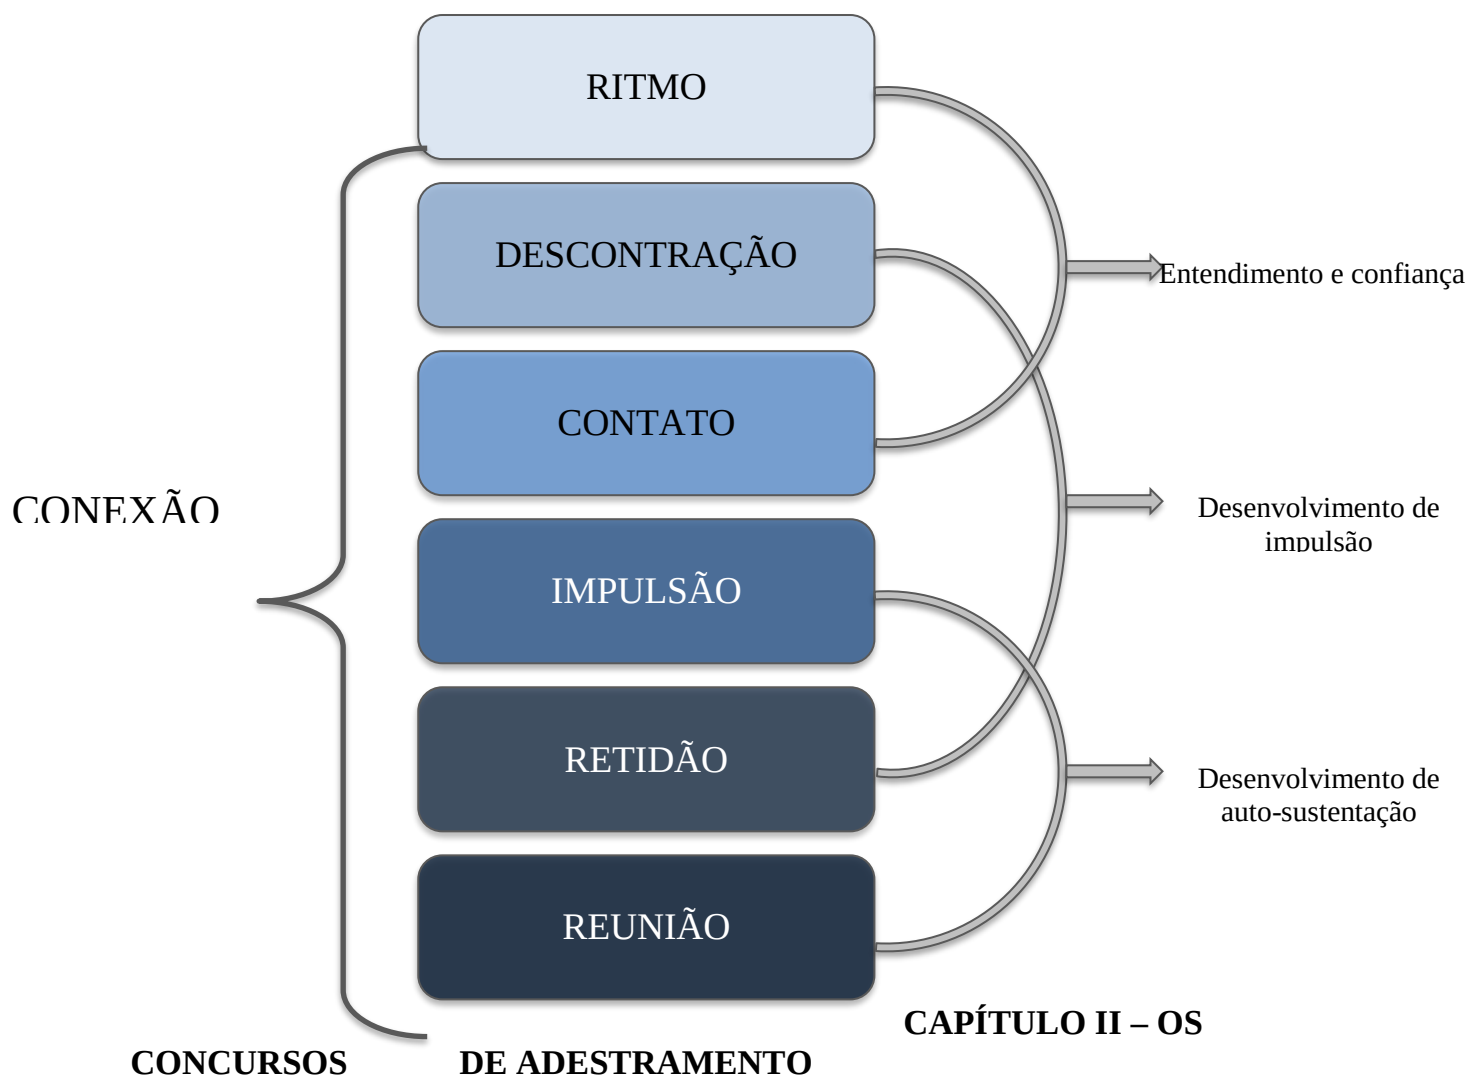 RITMO
DESCONTRAÇÃO
Entendimento e confiança
CONTATO
CONEXÃO
Desenvolvimento de
impulsão
IMPULSÃO
RETIDÃO
Desenvolvimento de
auto-sustentação
REUNIÃO
CAPÍTULO II – OS
CONCURSOS DE ADESTRAMENTO